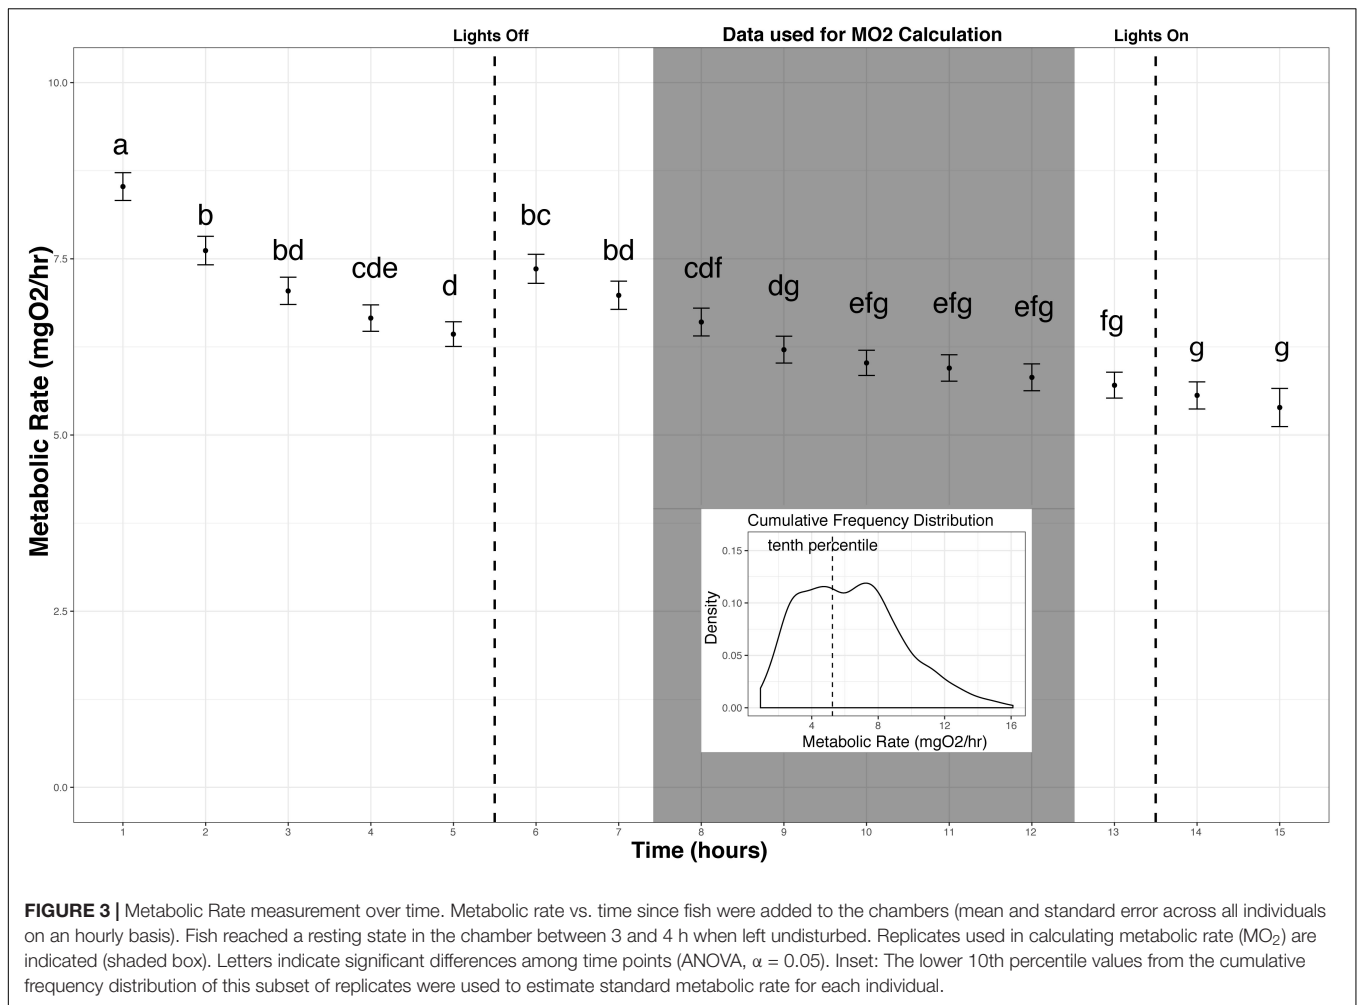 Lights Off
Data used for MO2 Calculation
Lights On
10.0
7.5
5.0
2.5
0.0
Metabolic Rate (mgO2/hr)
a
b
bd
cde
d
bc
bd
cdf
dg
efg
efg
efg
fg
g
g
Cumulative Frequency Distribution
tenth percentile
0.15
0.10
0.05
0.00
Density
4 8 12 16
Metabolic Rate (mgO2/hr)
1 2 3 4 5 6 7 8 9 10 11 12 13 14 15
Time (hours)
FIGURE 3 | Metabolic Rate measurement over time. Metabolic rate vs. time since fish were added to the chambers (mean and standard error across all individuals
on an hourly basis). Fish reached a resting state in the chamber between 3 and 4 h when left undisturbed. Replicates used in calculating metabolic rate (MO₂) are
indicated (shaded box). Letters indicate significant differences among time points (ANOVA, α = 0.05). Inset: The lower 10th percentile values from the cumulative
frequency distribution of this subset of replicates were used to estimate standard metabolic rate for each individual.